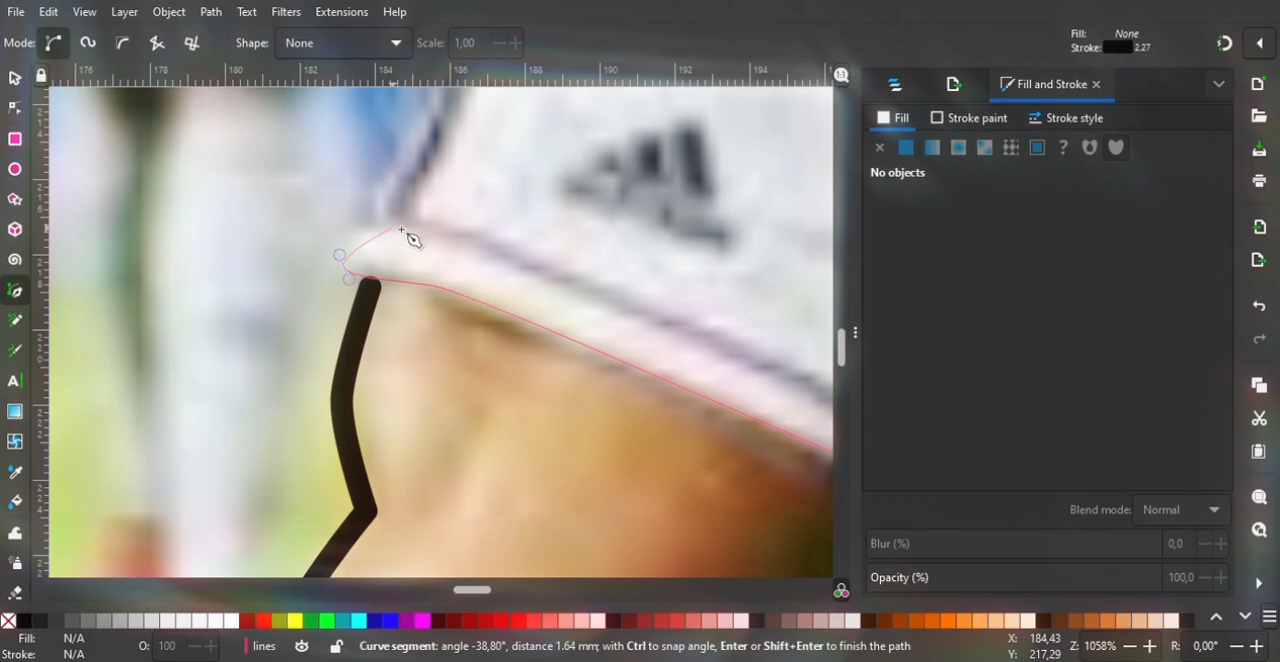 File Edit View Layer Object Path Text Filters Extensions Help
Mode: Shape: None Scale: 1,00
Fill: None
Stroke: 2,27
176 178 180 182 184 186 188 190 192 194
1:1
Fill and Stroke
Fill Stroke paint Stroke style
No objects
Blend mode: Normal
Blur (%) 0,0
Opacity (%) 100,0
Fill: N/A
Stroke: N/A
O: 100
lines
Curve segment: angle -38,80°, distance 1.64 mm; with Ctrl to snap angle, Enter or Shift+Enter to finish the path
X: 184,43
Y: 217,29
Z: 1058%
R: 0,00°